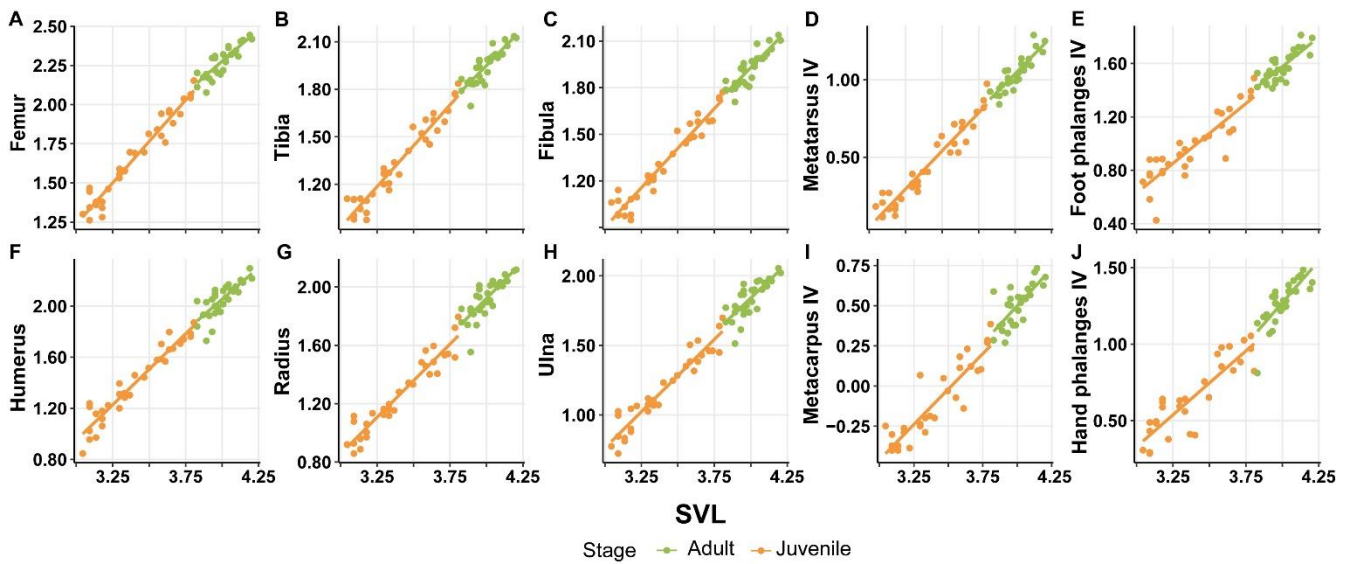 A B C D E
Femur
2.50
2.25
2.00
1.75
1.50
1.25
Tibia
2.10
1.80
1.50
1.20
Fibula
2.10
1.80
1.50
1.20
Metatarsus IV
1.00
0.50
Foot phalanges IV
1.60
1.20
0.80
0.40
F G H I J
Humerus
2.00
1.60
1.20
0.80
3.25 3.75 4.25
Radius
2.00
1.60
1.20
0.80
3.25 3.75 4.25
Ulna
2.00
1.50
1.00
3.25 3.75 4.25
Metacarpus IV
0.75
0.50
0.25
0.00
−0.25
3.25 3.75 4.25
Hand phalanges IV
1.50
1.00
0.50
3.25 3.75 4.25
SVL
Stage Adult Juvenile